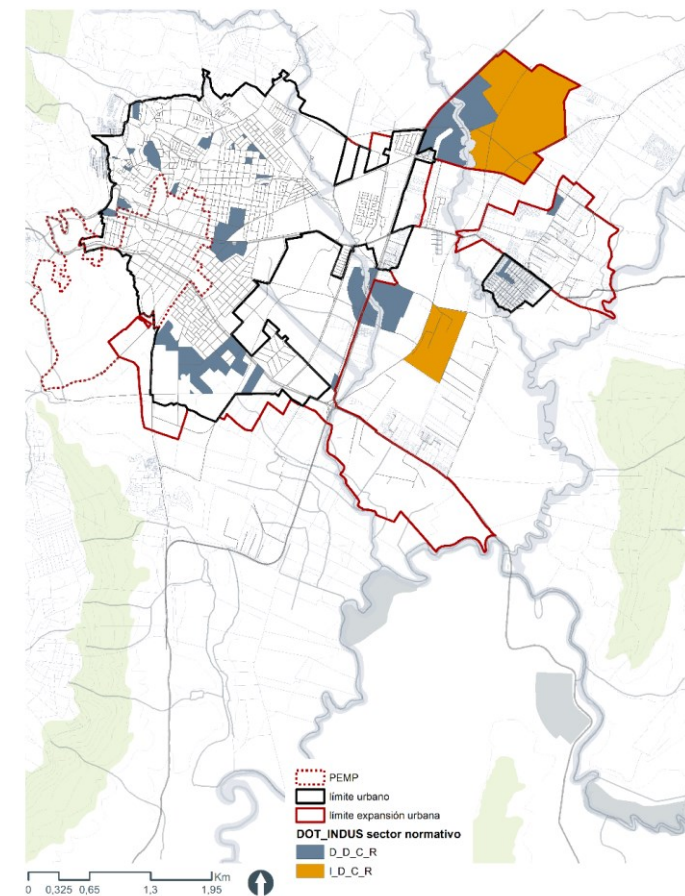 PEMP
límite urbano
límite expansión urbana
DOT_INDUS sector normativo
D_D_C_R
I_D_C_R
Km
0 0,325 0,65 1,3 1,95